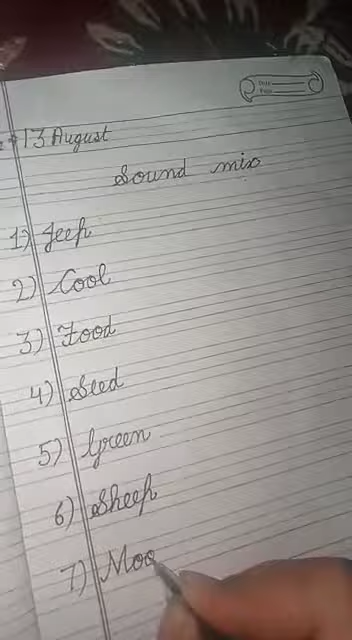 13 August
Sound mix
1) Jeep
2) Cool
3) Food
4) Seed
5) Green
6) Sheep
7) Moo